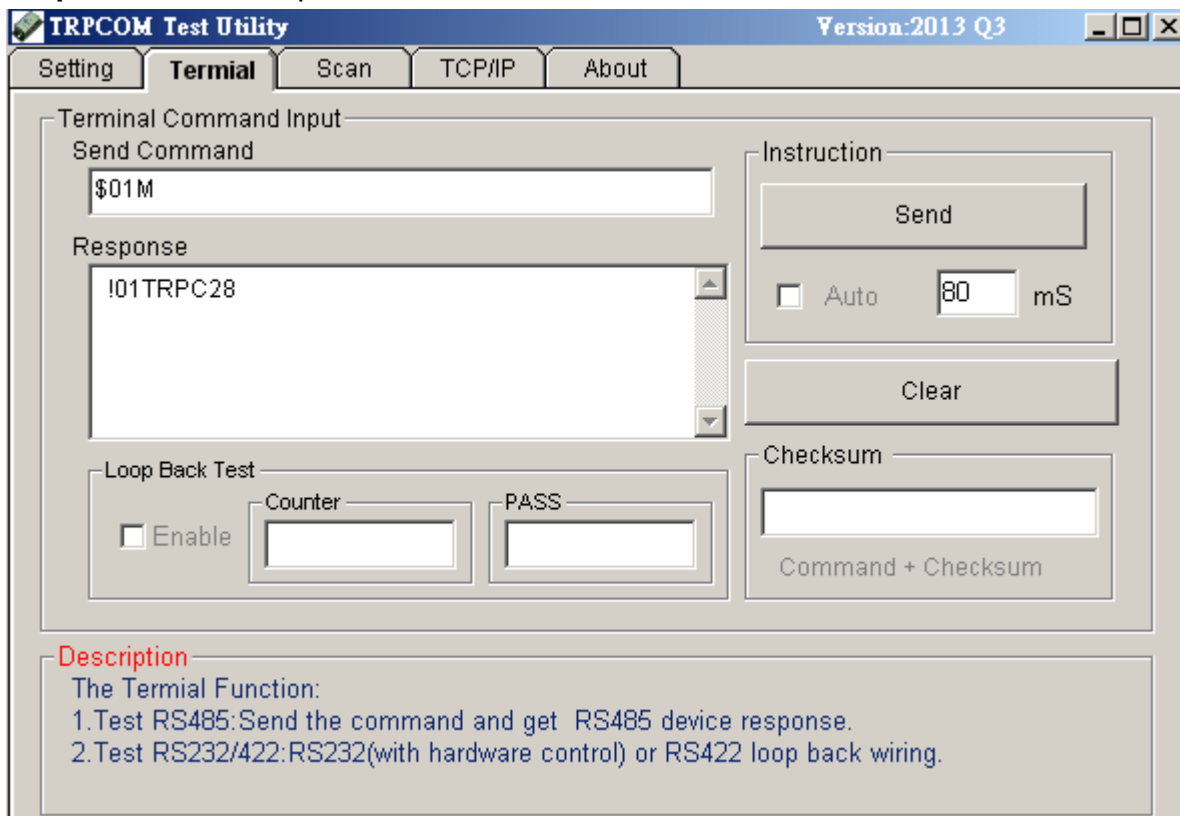 TRPCOM Test Utility Version:2013 Q3
Setting Termial Scan TCP/IP About
Terminal Command Input
Send Command
$01M
Response
!01TRPC28
Instruction
Send
Auto 80 mS
Clear
Loop Back Test
Enable
Counter
PASS
Checksum
Command + Checksum
Description
The Termial Function:
1.Test RS485:Send the command and get RS485 device response.
2.Test RS232/422:RS232(with hardware control) or RS422 loop back wiring.